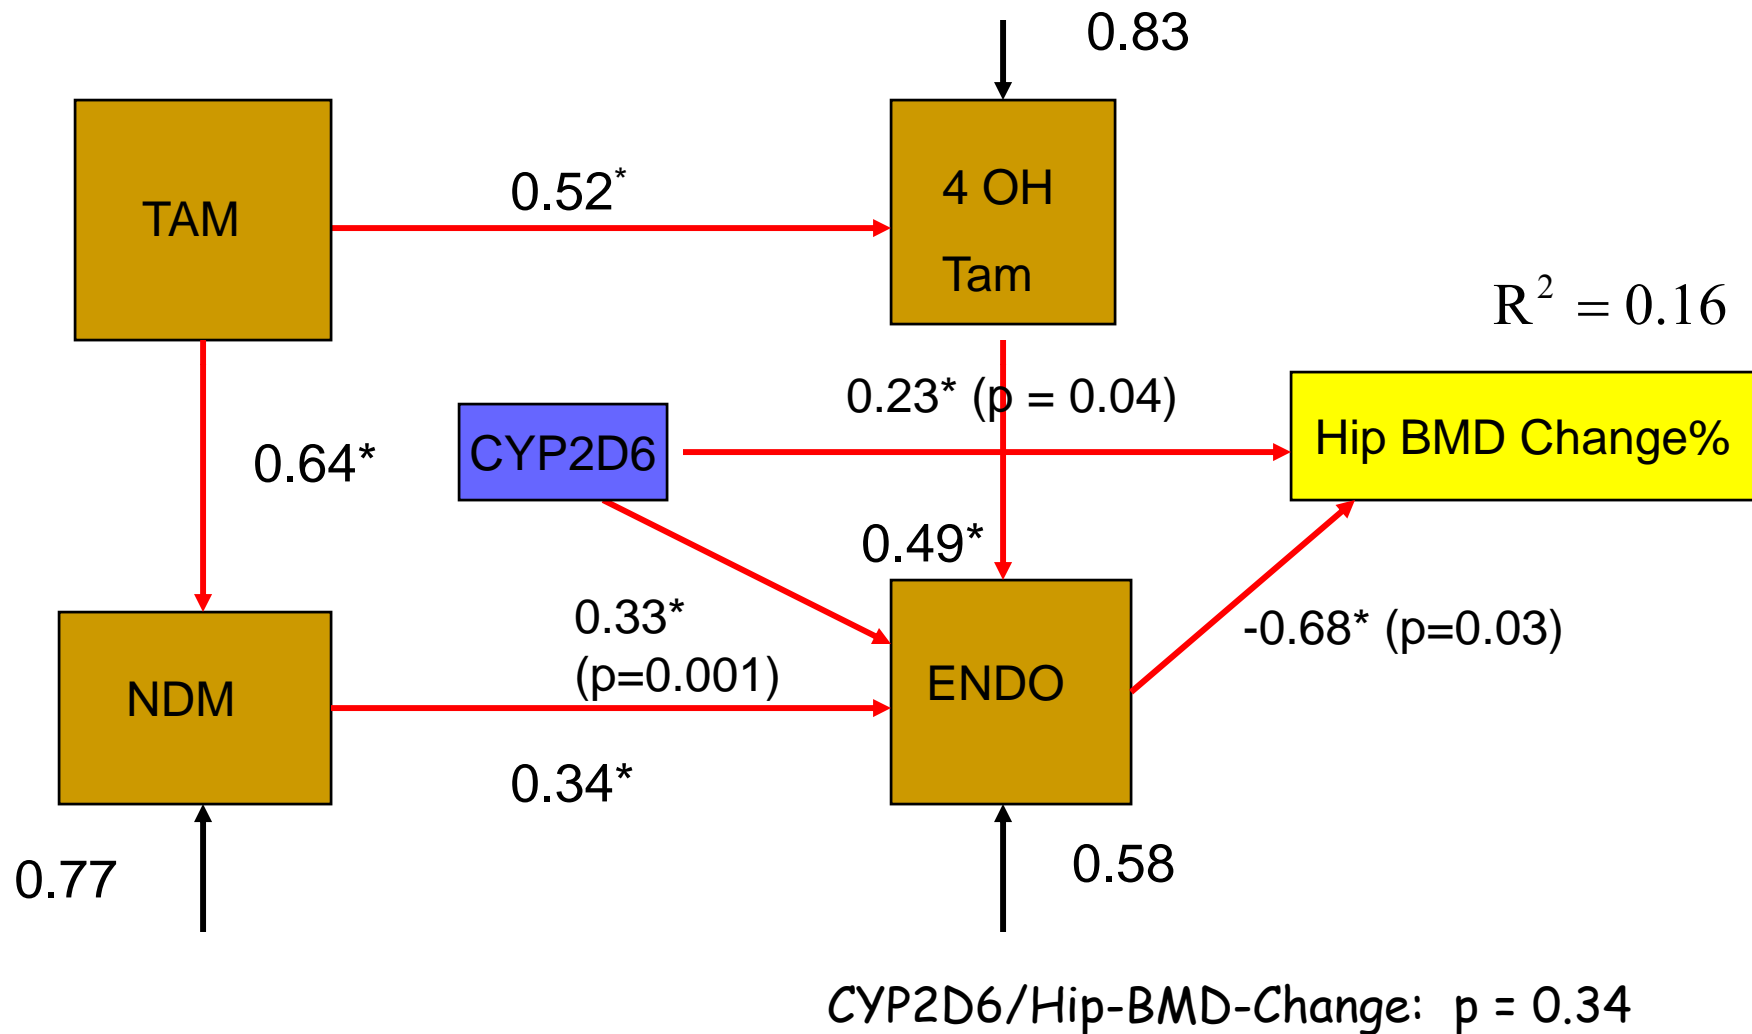 0.83
TAM
0.52*
4 OH
Tam
R² = 0.16
0.23* (p = 0.04)
CYP2D6
Hip BMD Change%
0.64*
0.49*
0.33*
(p=0.001)
-0.68* (p=0.03)
NDM
ENDO
0.34*
0.77
0.58
CYP2D6/Hip-BMD-Change: p = 0.34